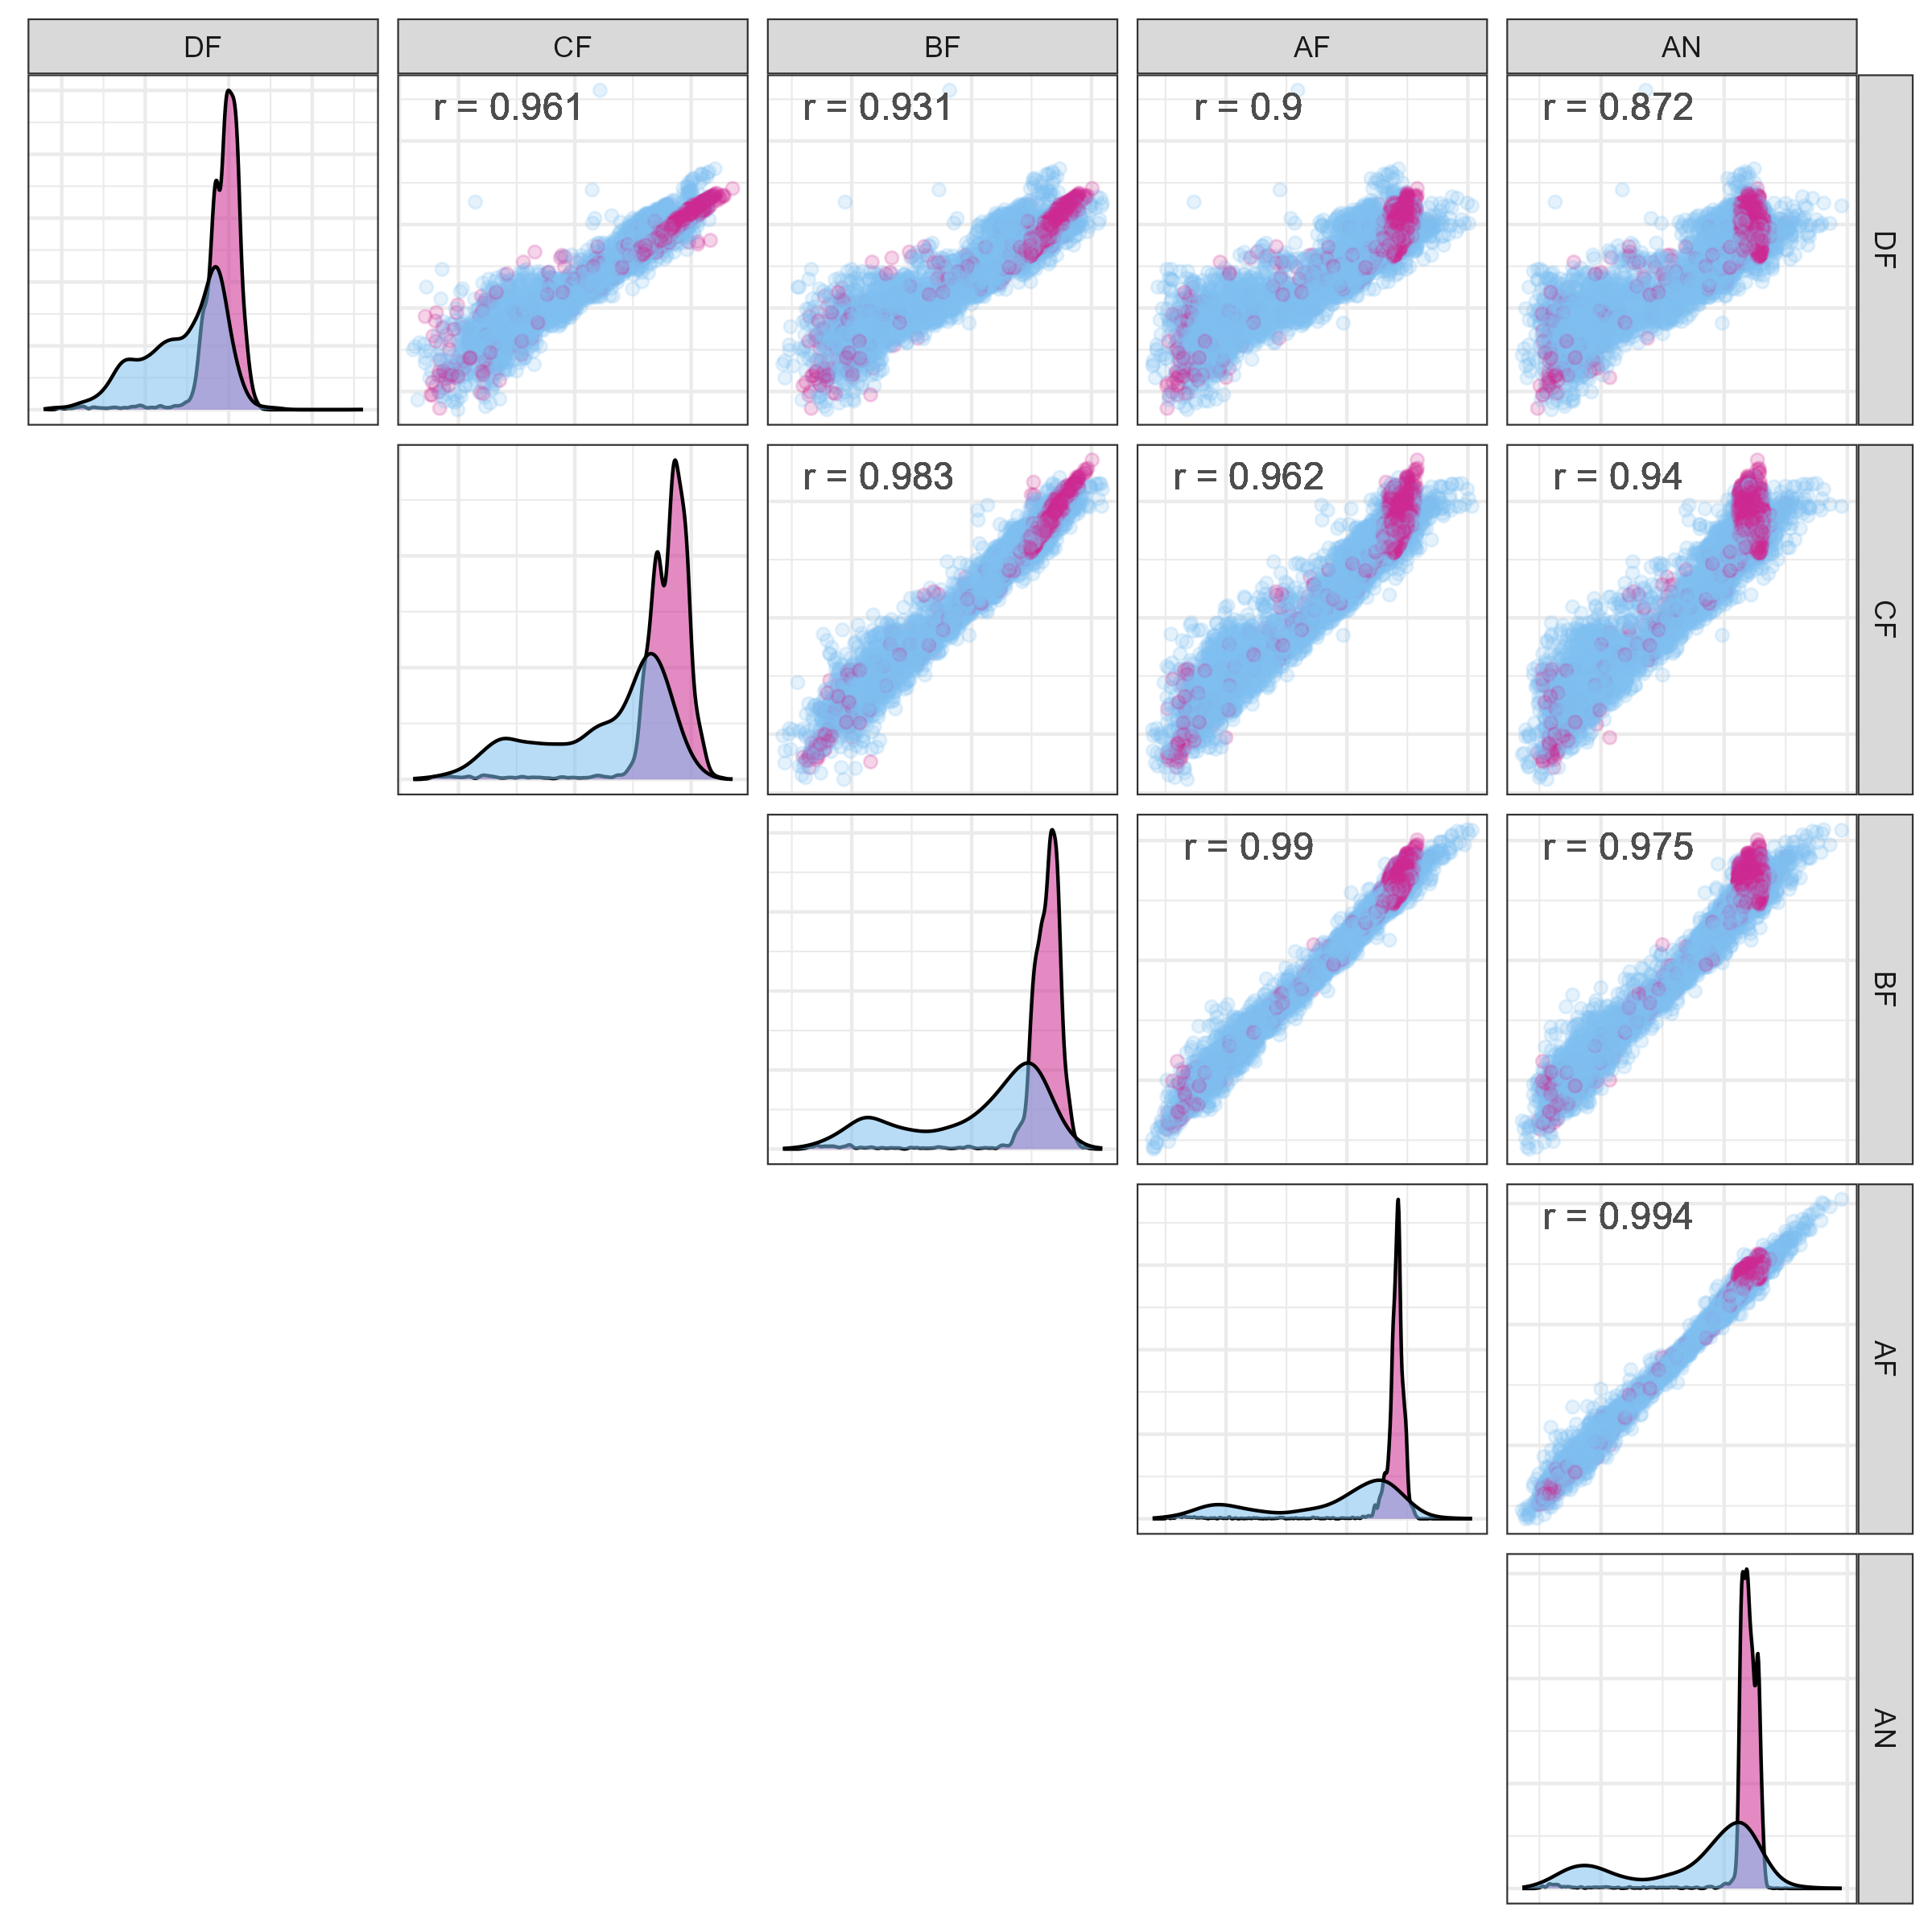 DF
CF
BF
AF
AN
r = 0.961
r = 0.931
r = 0.9
r = 0.872
DF
r = 0.983
r = 0.962
r = 0.94
CF
r = 0.99
r = 0.975
BF
r = 0.994
AF
AN